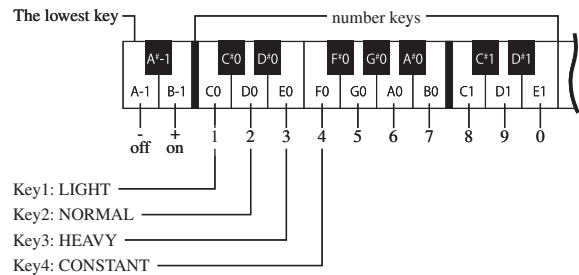 The lowest key
number keys
A#-1 C#0 D#0 F#0 G#0 A#0 C#1 D#1
A-1 B-1 C0 D0 E0 F0 G0 A0 B0 C1 D1 E1
- + 1 2 3 4 5 6 7 8 9 0
off on
Key1: LIGHT
Key2: NORMAL
Key3: HEAVY
Key4: CONSTANT